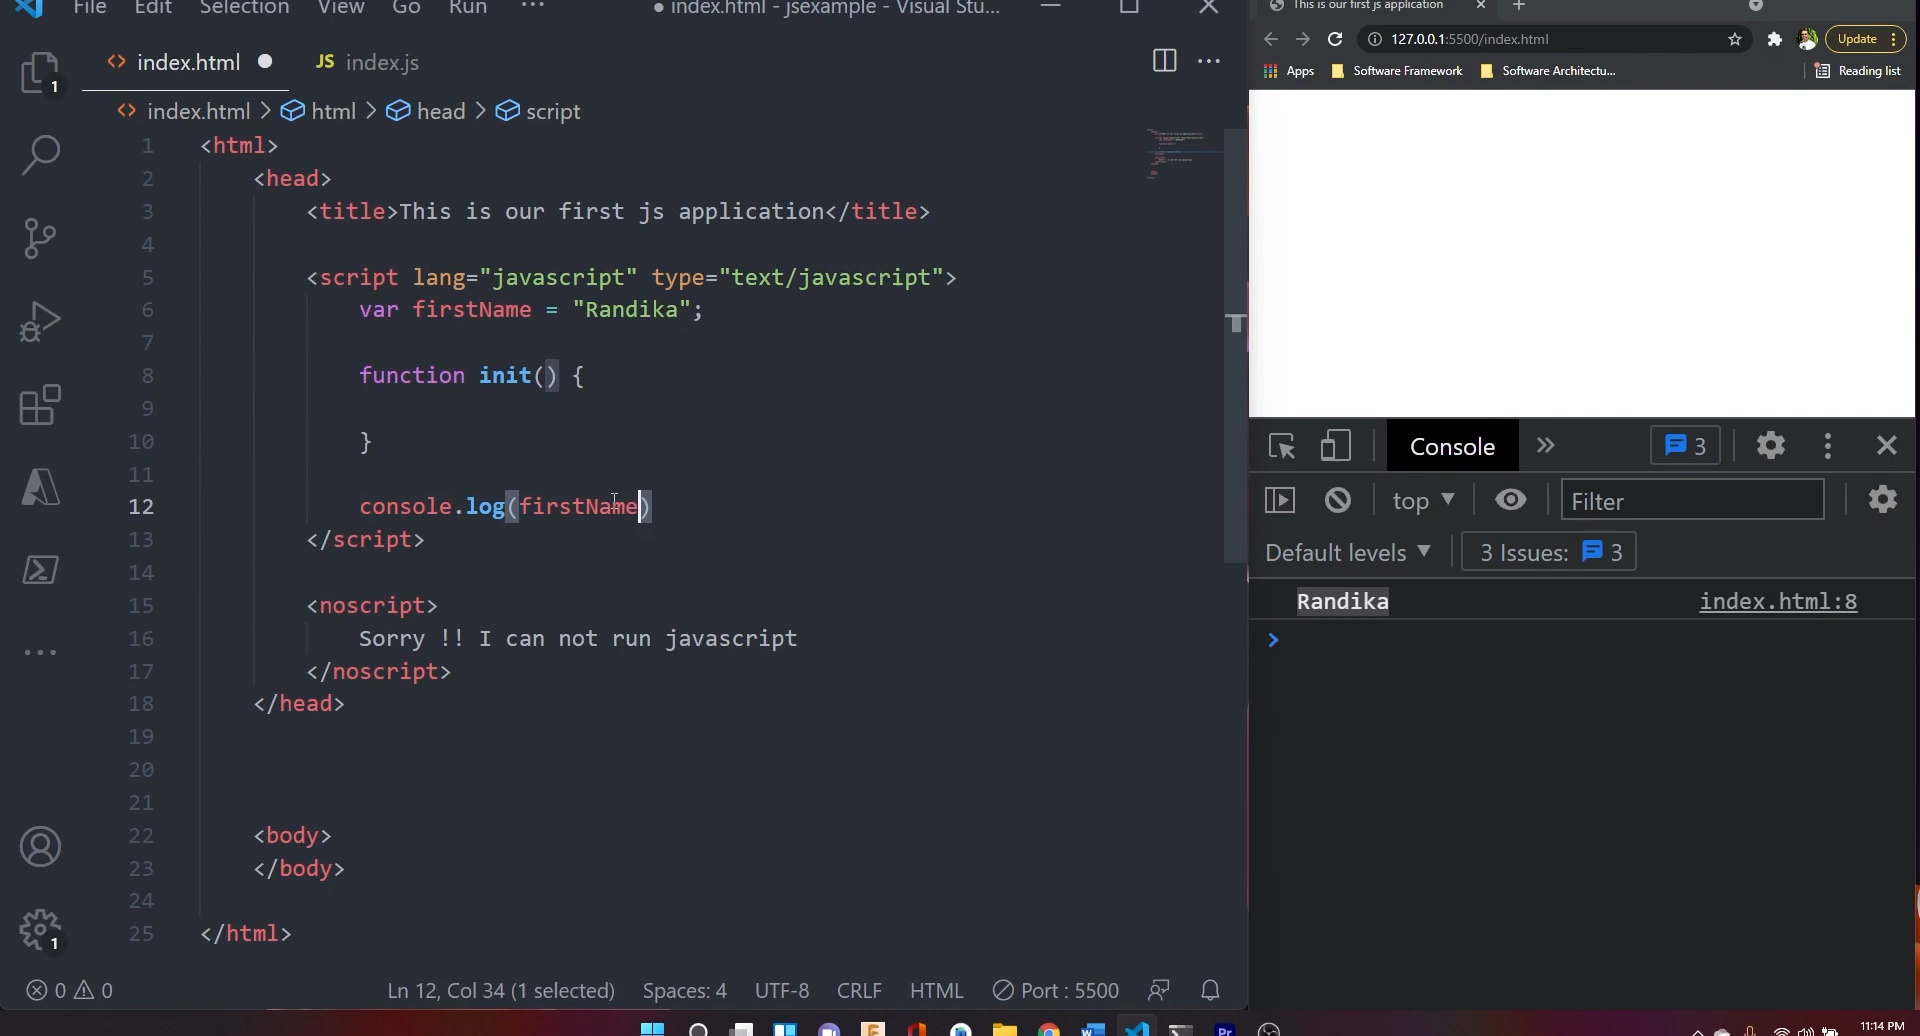 File Edit Selection View Go Run ··· ● index.html - jsexample - Visual Stu...
index.html ● JS index.js
index.html > html > head > script
1 <html>
2 <head>
3 <title>This is our first js application</title>
4
5 <script lang="javascript" type="text/javascript">
6 var firstName = "Randika";
7
8 function init() {
9
10 }
11
12 console.log(firstName)
13 </script>
14
15 <noscript>
16 Sorry !! I can not run javascript
17 </noscript>
18 </head>
19
20
21
22 <body>
23 </body>
24
25 </html>
1
1
0 0 Ln 12, Col 34 (1 selected) Spaces: 4 UTF-8 CRLF HTML Port : 5500
This is our first js application
127.0.0.1:5500/index.html Update
Apps Software Framework Software Architectu... Reading list
Console 3
top Filter
Default levels 3 Issues: 3
Randika index.html:8
11:14 PM